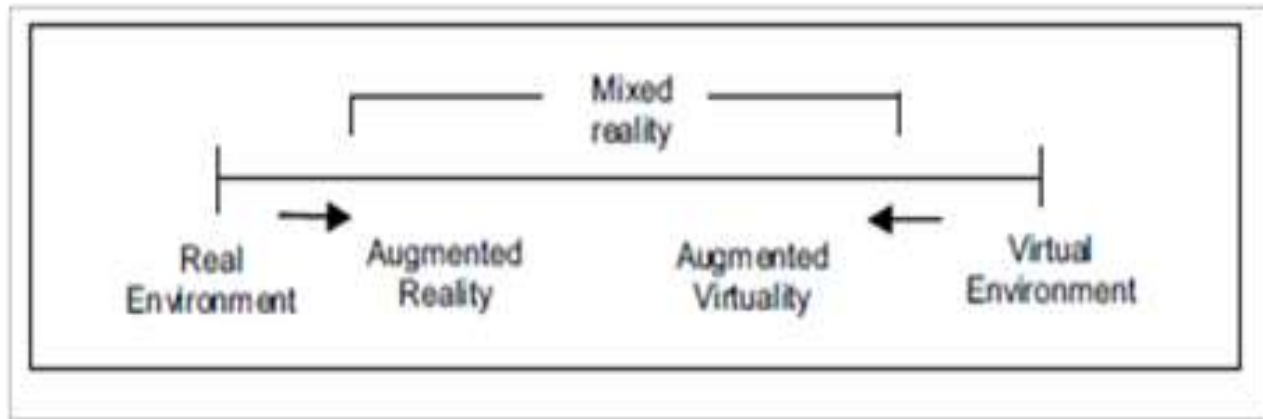 Mixed
reality
Real
Environment
Augmented
Reality
Augmented
Virtuality
Virtual
Environment